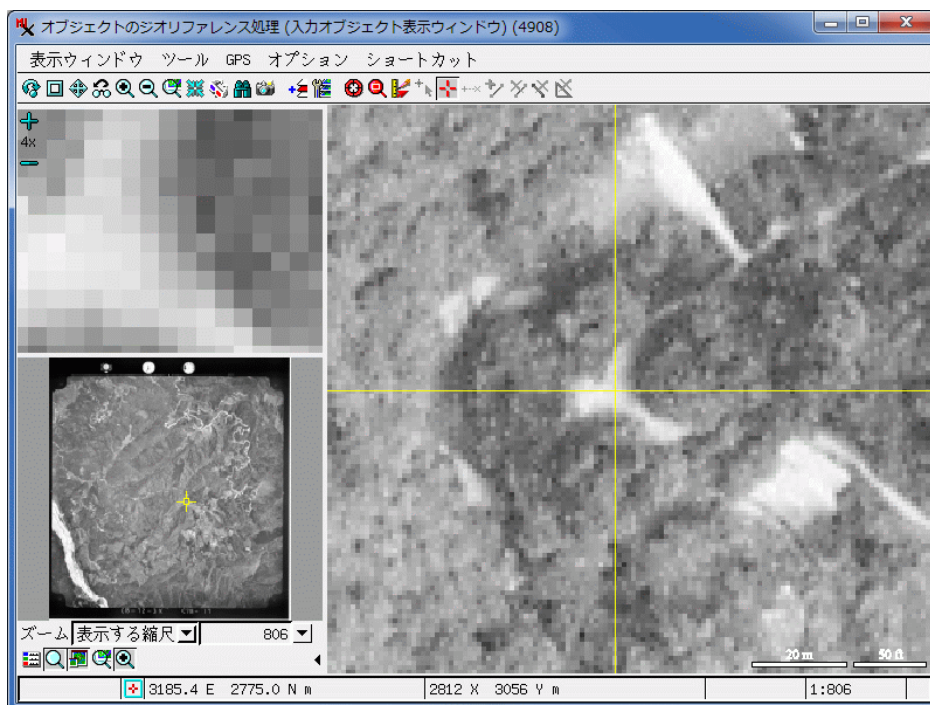 オブジェクトのジオリファレンス処理 (入力オブジェクト表示ウィンドウ) (4908)
表示ウィンドウ ツール GPS オプション ショートカット
4x
ズーム 表示する縮尺 806
20 m 50 ft
3185.4 E 2775.0 N m 2812 X 3056 Y m 1:806